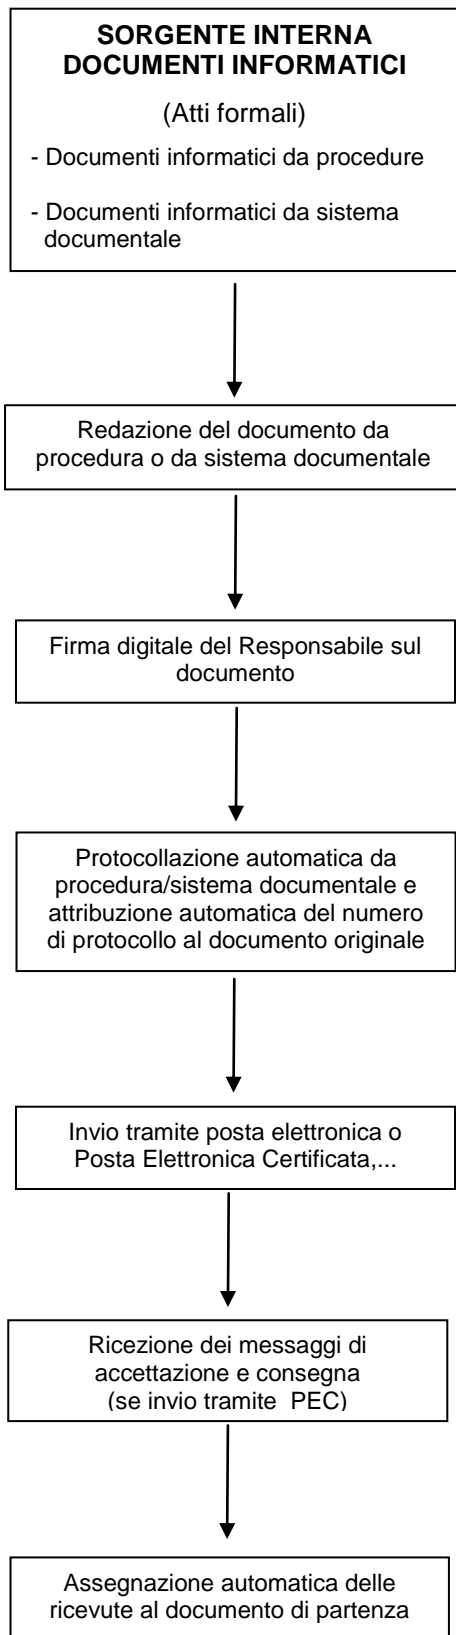 SORGENTE INTERNA
DOCUMENTI INFORMATICI
(Atti formali)
- Documenti informatici da procedure
- Documenti informatici da sistema
documentale
Redazione del documento da
procedura o da sistema documentale
Firma digitale del Responsabile sul
documento
Protocollazione automatica da
procedura/sistema documentale e
attribuzione automatica del numero
di protocollo al documento originale
Invio tramite posta elettronica o
Posta Elettronica Certificata,...
Ricezione dei messaggi di
accettazione e consegna
(se invio tramite PEC)
Assegnazione automatica delle
ricevute al documento di partenza